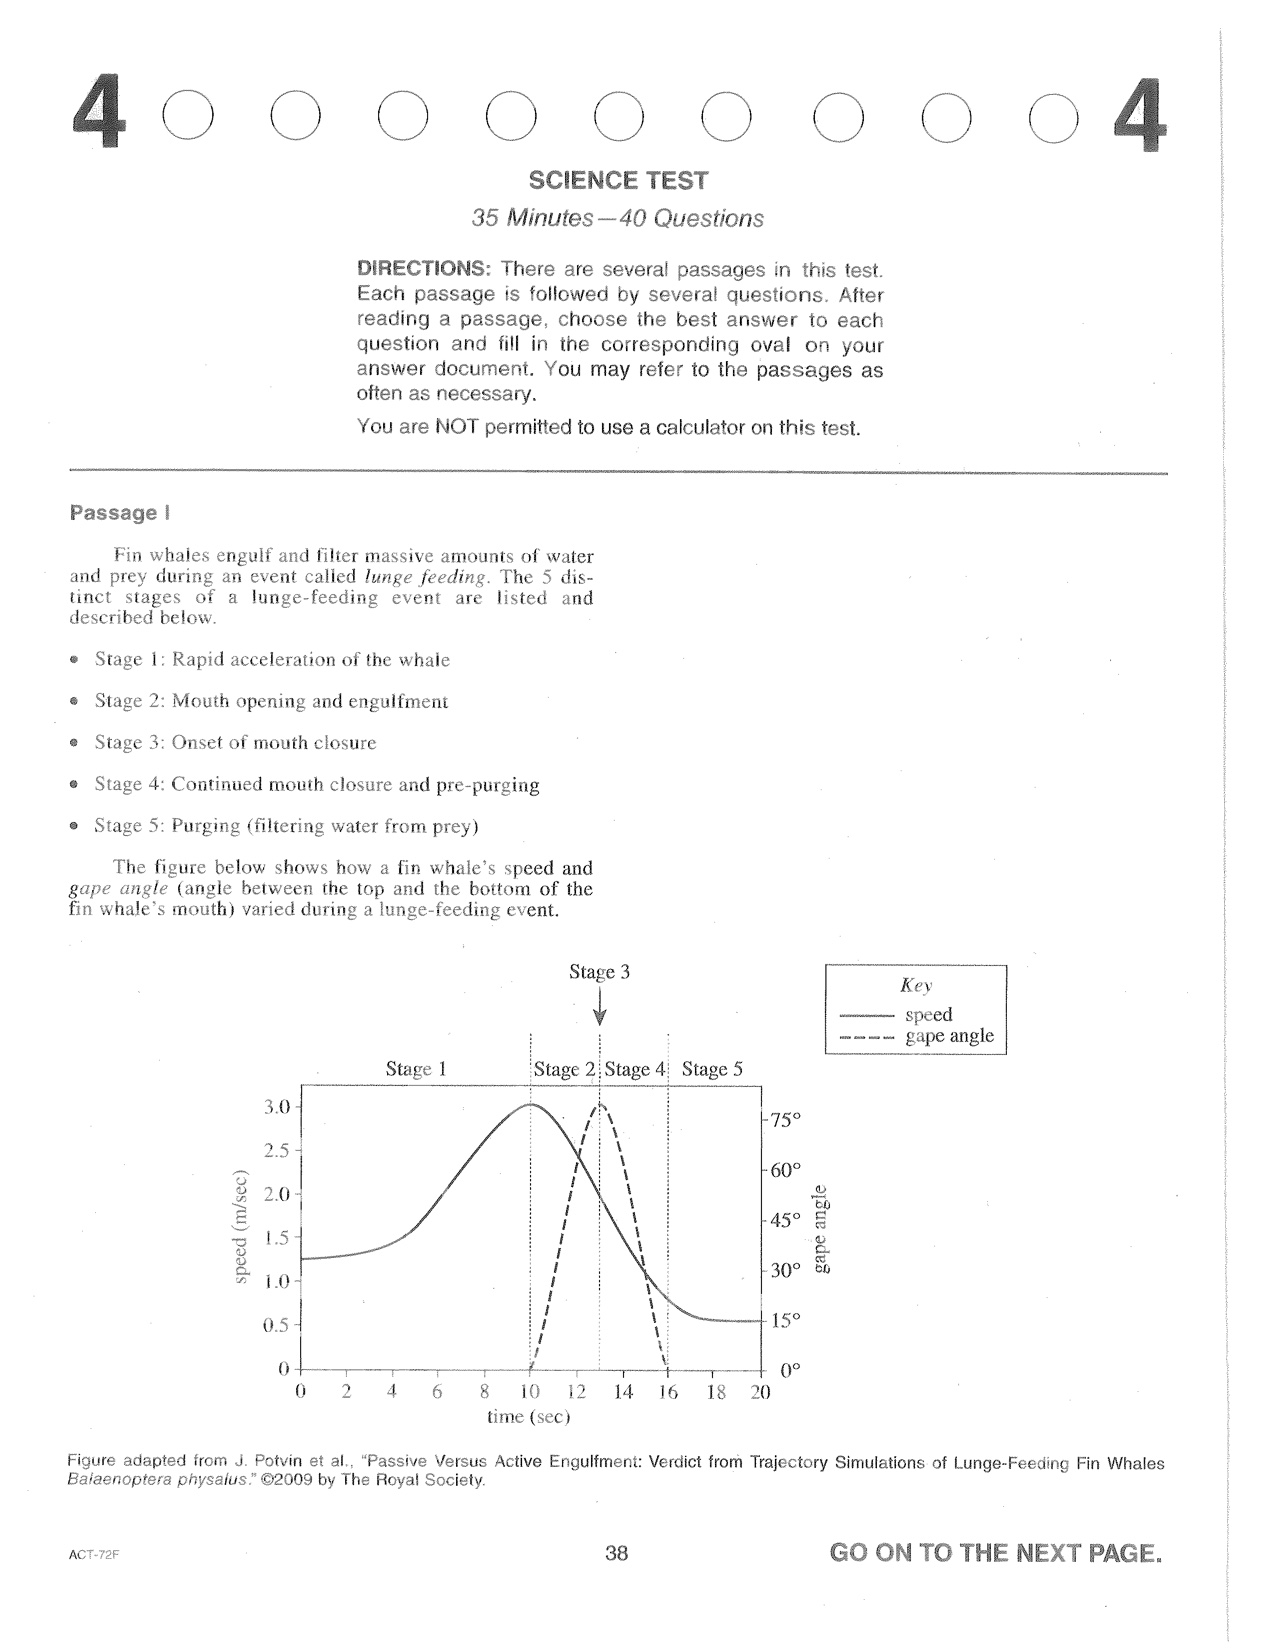 4 4
SCIENCE TEST
35 Minutes—40 Questions
DIRECTIONS: There are several passages in this test.
Each passage is followed by several questions. After
reading a passage, choose the best answer to each
question and fill in the corresponding oval on your
answer document. You may refer to the passages as
often as necessary.
You are NOT permitted to use a calculator on this test.
Passage I
Fin whales engulf and filter massive amounts of water
and prey during an event called lunge feeding. The 5 dis-
tinct stages of a lunge-feeding event are listed and
described below.
• Stage 1: Rapid acceleration of the whale
• Stage 2: Mouth opening and engulfment
• Stage 3: Onset of mouth closure
• Stage 4: Continued mouth closure and pre-purging
• Stage 5: Purging (filtering water from prey)
The figure below shows how a fin whale's speed and
gape angle (angle between the top and the bottom of the
fin whale's mouth) varied during a lunge-feeding event.
Stage 3
Key
speed
gape angle
Stage 1 Stage 2 Stage 4 Stage 5
3.0
2.5
2.0
1.5
1.0
0.5
0
speed (m/sec)
75°
60°
45°
30°
15°
0°
gape angle
0 2 4 6 8 10 12 14 16 18 20
time (sec)
Figure adapted from J. Potvin et al., "Passive Versus Active Engulfment: Verdict from Trajectory Simulations of Lunge-Feeding Fin Whales
Balaenoptera physalus." ©2009 by The Royal Society.
ACT-72F 38 GO ON TO THE NEXT PAGE.